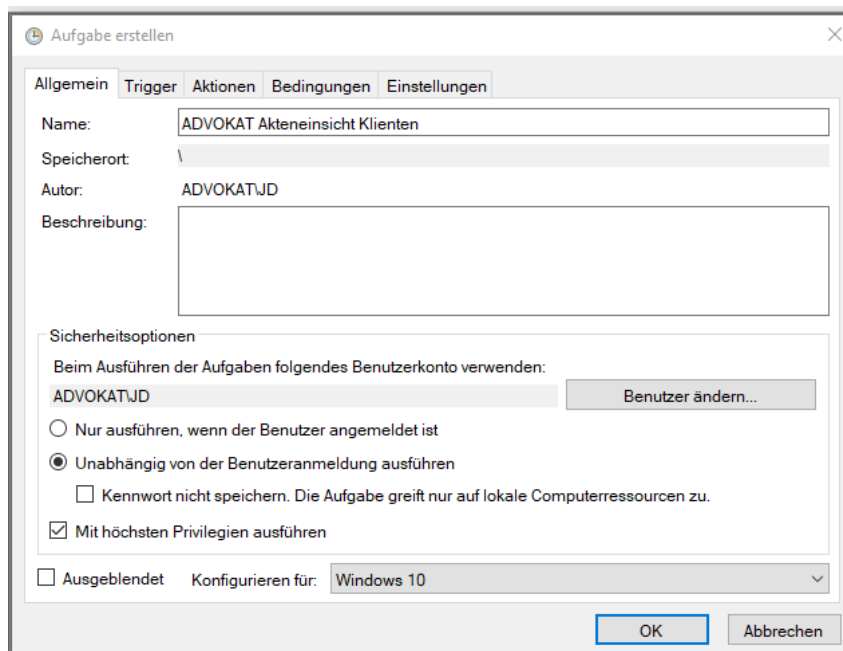 Aufgabe erstellen
Allgemein Trigger Aktionen Bedingungen Einstellungen
Name: ADVOKAT Akteneinsicht Klienten
Speicherort: \
Autor: ADVOKAT\JD
Beschreibung:
Sicherheitsoptionen
Beim Ausführen der Aufgaben folgendes Benutzerkonto verwenden:
ADVOKAT\JD Benutzer ändern...
Nur ausführen, wenn der Benutzer angemeldet ist
Unabhängig von der Benutzeranmeldung ausführen
Kennwort nicht speichern. Die Aufgabe greift nur auf lokale Computerressourcen zu.
Mit höchsten Privilegien ausführen
Ausgeblendet Konfigurieren für: Windows 10
OK Abbrechen